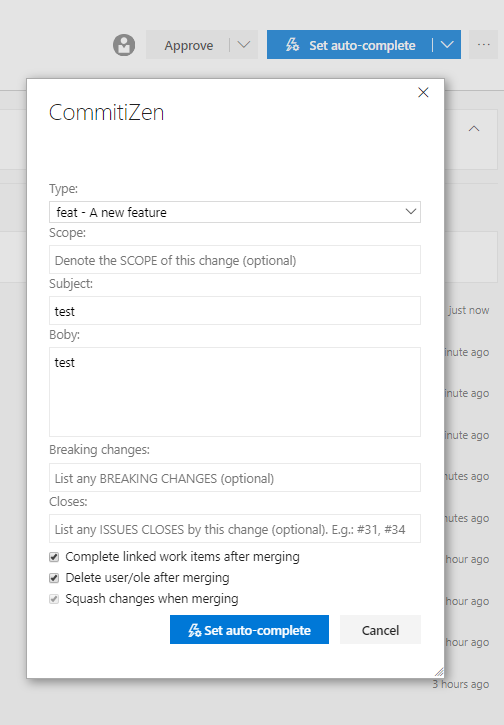 Approve
Set auto-complete
CommitiZen
Type:
feat - A new feature
Scope:
Denote the SCOPE of this change (optional)
Subject:
test
just now
Boby:
test
nute ago
inute ago
inute ago
Breaking changes:
nutes ago
List any BREAKING CHANGES (optional)
Closes:
nutes ago
List any ISSUES CLOSES by this change (optional). E.g.: #31, #34
Complete linked work items after merging
hour ago
Delete user/ole after merging
Squash changes when merging
hour ago
Set auto-complete
Cancel
hour ago
3 hours ago